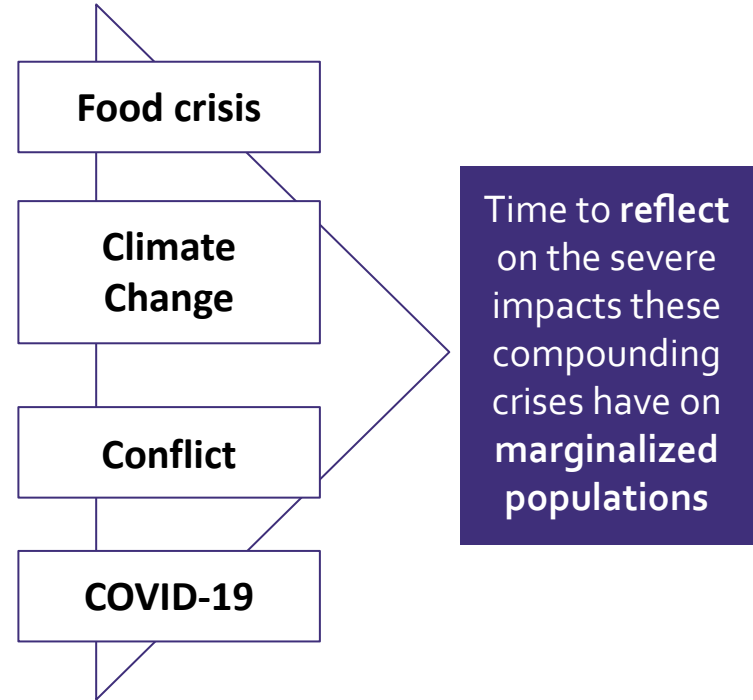 Food crisis
Climate
Change
Conflict
COVID-19
Time to reflect
on the severe
impacts these
compounding
crises have on
marginalized
populations